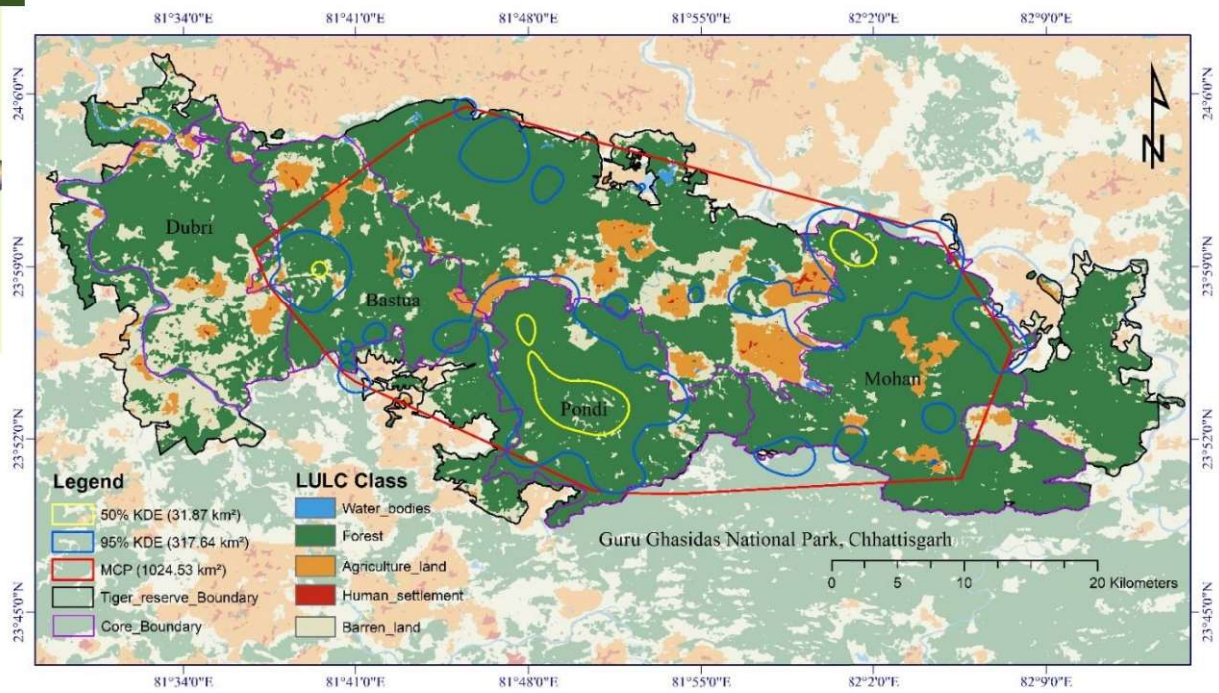 81°34'0"E 81°41'0"E 81°48'0"E 81°55'0"E 82°2'0"E 82°9'0"E
24°6'0"N 24°6'0"N
N
Dubri
23°59'0"N 23°59'0"N
Bastua
Mohan
Pondi
23°52'0"N 23°52'0"N
Legend
50% KDE (31.87 km²)
95% KDE (317.64 km²)
MCP (1024.53 km²)
Tiger_reserve_Boundary
Core_Boundary
LULC Class
Water_bodies
Forest
Agriculture_land
Human_settlement
Barren_land
Guru Ghasidas National Park, Chhattisgarh
0 5 10 20 Kilometers
23°45'0"N 23°45'0"N
81°34'0"E 81°41'0"E 81°48'0"E 81°55'0"E 82°2'0"E 82°9'0"E